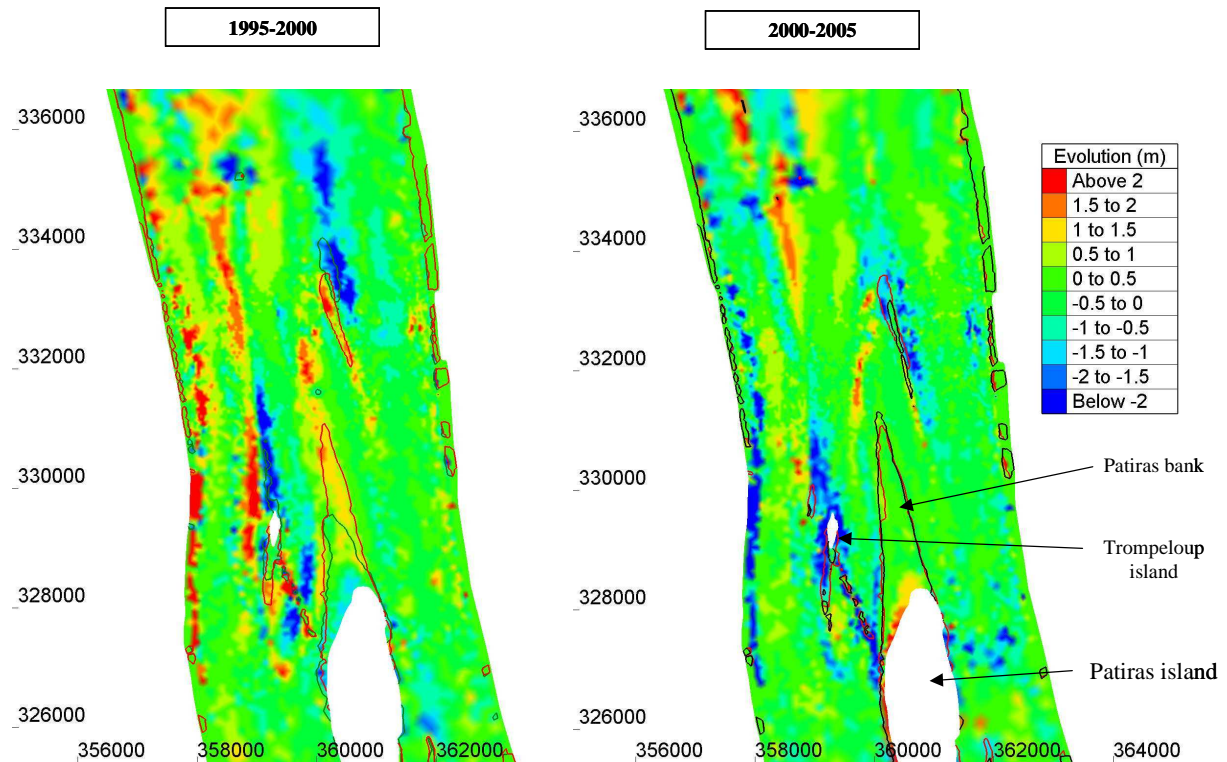 1995-2000
2000-2005
336000
334000
332000
330000
328000
326000
356000
358000
360000
362000
336000
334000
332000
330000
328000
326000
356000
358000
360000
362000
364000
Evolution (m)
Above 2
1.5 to 2
1 to 1.5
0.5 to 1
0 to 0.5
-0.5 to 0
-1 to -0.5
-1.5 to -1
-2 to -1.5
Below -2
Patiras bank
Trompeloup
island
Patiras island